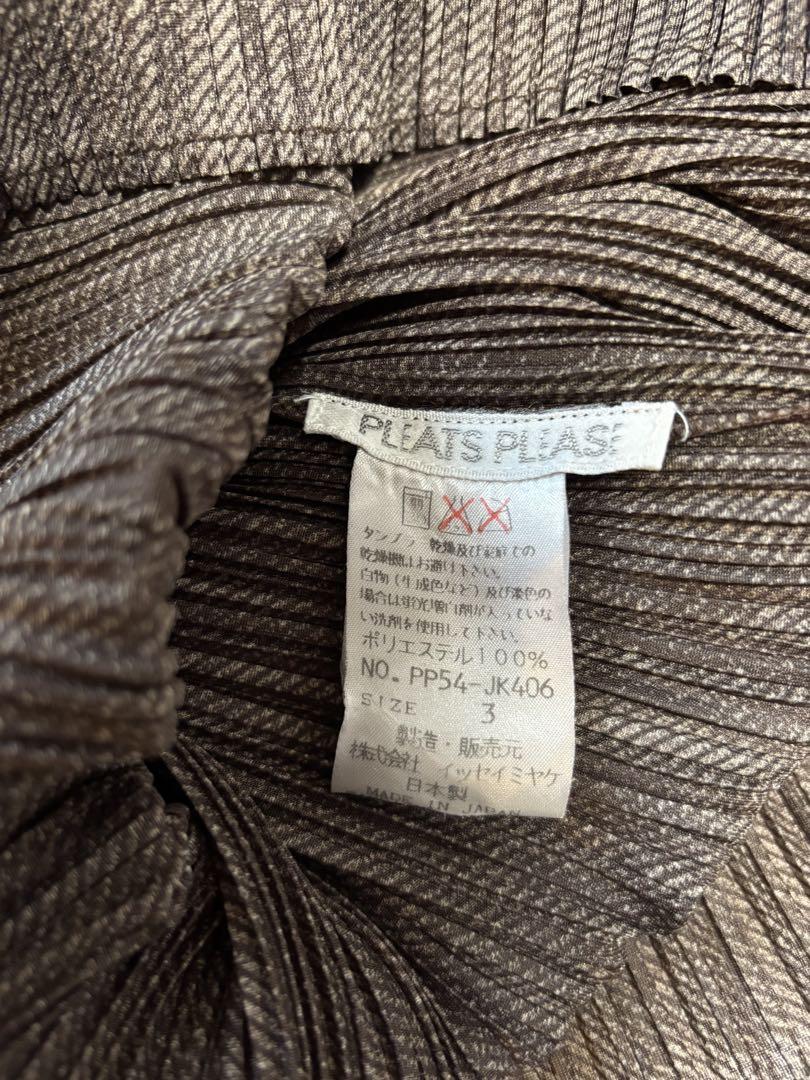 PLEATS PLEASE
タンブラ 乾燥及び家庭での
乾燥機はお避け下さい。
白物(生成色など)及び淡色の
場合は蛍光増白剤が入っていな
い洗剤を使用して下さい。
ポリエステル100%
NO. PP54-JK406
SIZE 3
製造・販売元
株式会社 イッセイミヤケ
日本製
MADE IN JAPAN